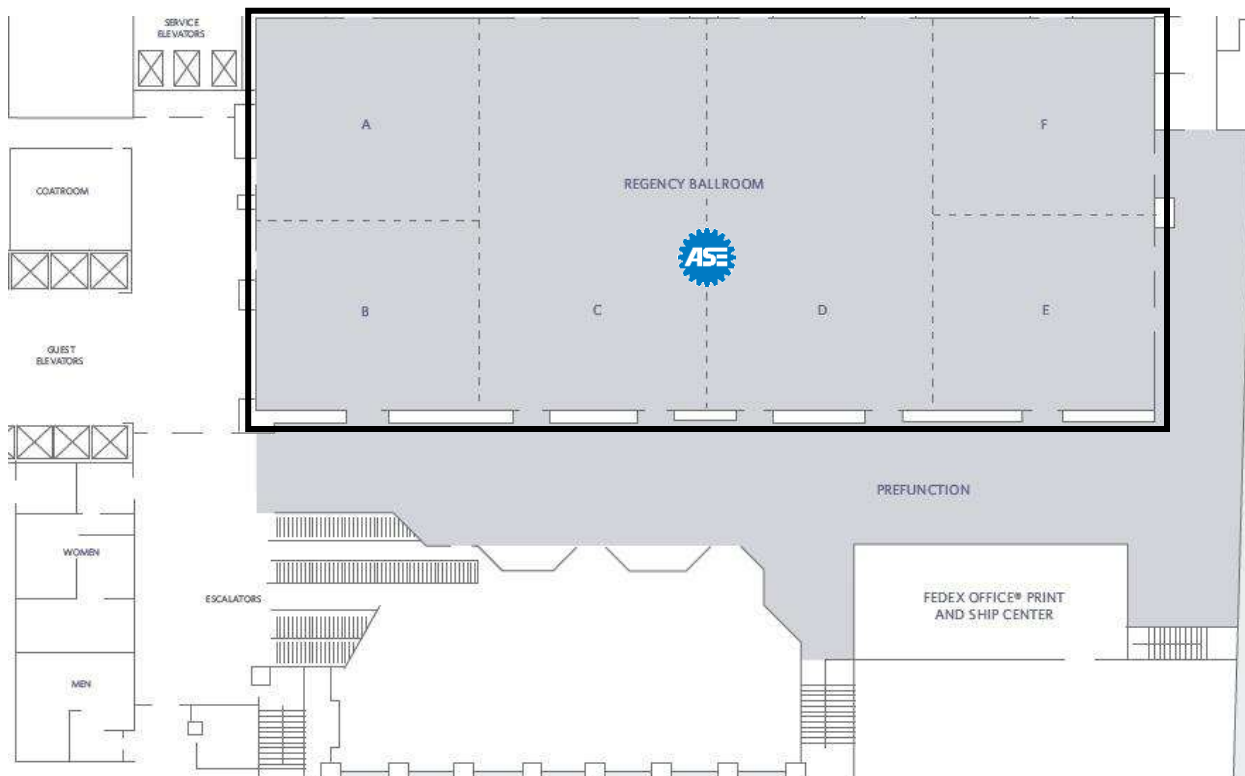 SERVICE
ELEVATORS
A
F
REGENCY BALLROOM
COATROOM
ASE
B
C
D
E
GUEST
ELEVATORS
PREFUNCTION
WOMEN
ESCALATORS
FEDEX OFFICE® PRINT
AND SHIP CENTER
MEN